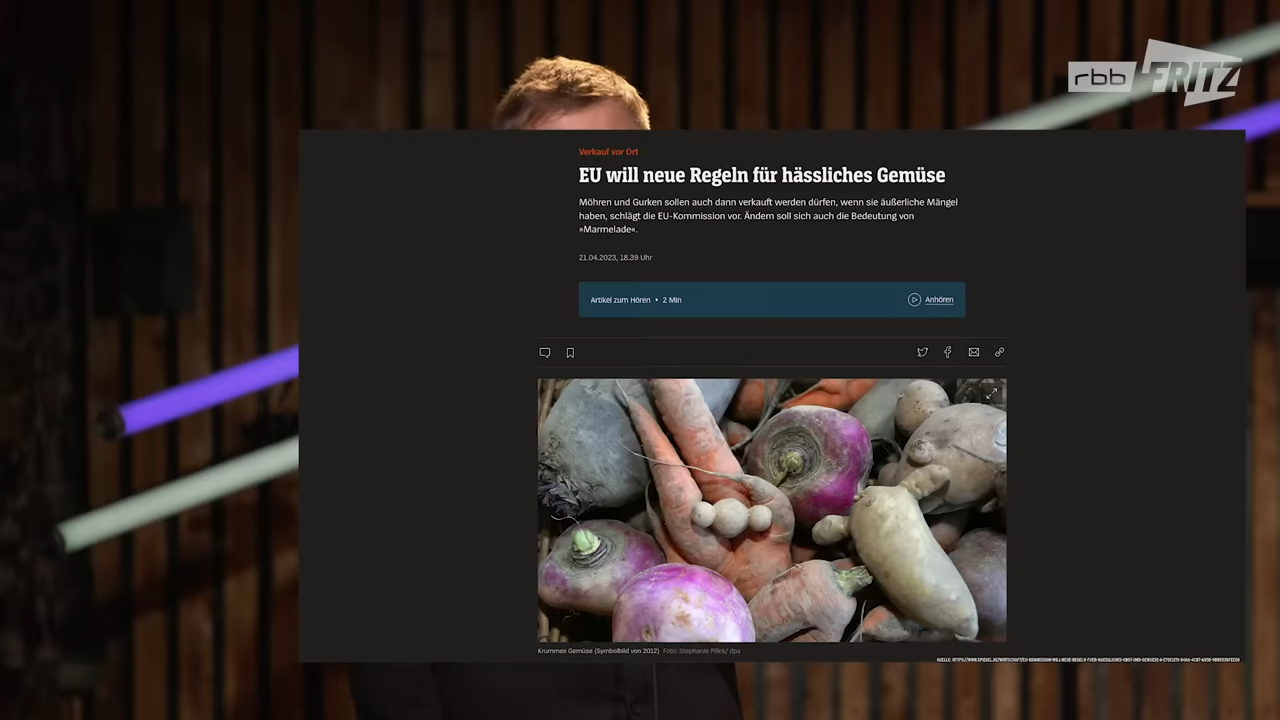 rbb FRITZ
Verkauf vor Ort
EU will neue Regeln für hässliches Gemüse
Möhren und Gurken sollen auch dann verkauft werden dürfen, wenn sie äußerliche Mängel
haben, schlägt die EU-Kommission vor. Ändern soll sich auch die Bedeutung von
»Marmelade«.
21.04.2023, 18.39 Uhr
Artikel zum Hören • 2 Min
Anhören
Krummes Gemüse (Symbolbild von 2012) Foto: Stephanie Pilick/ dpa